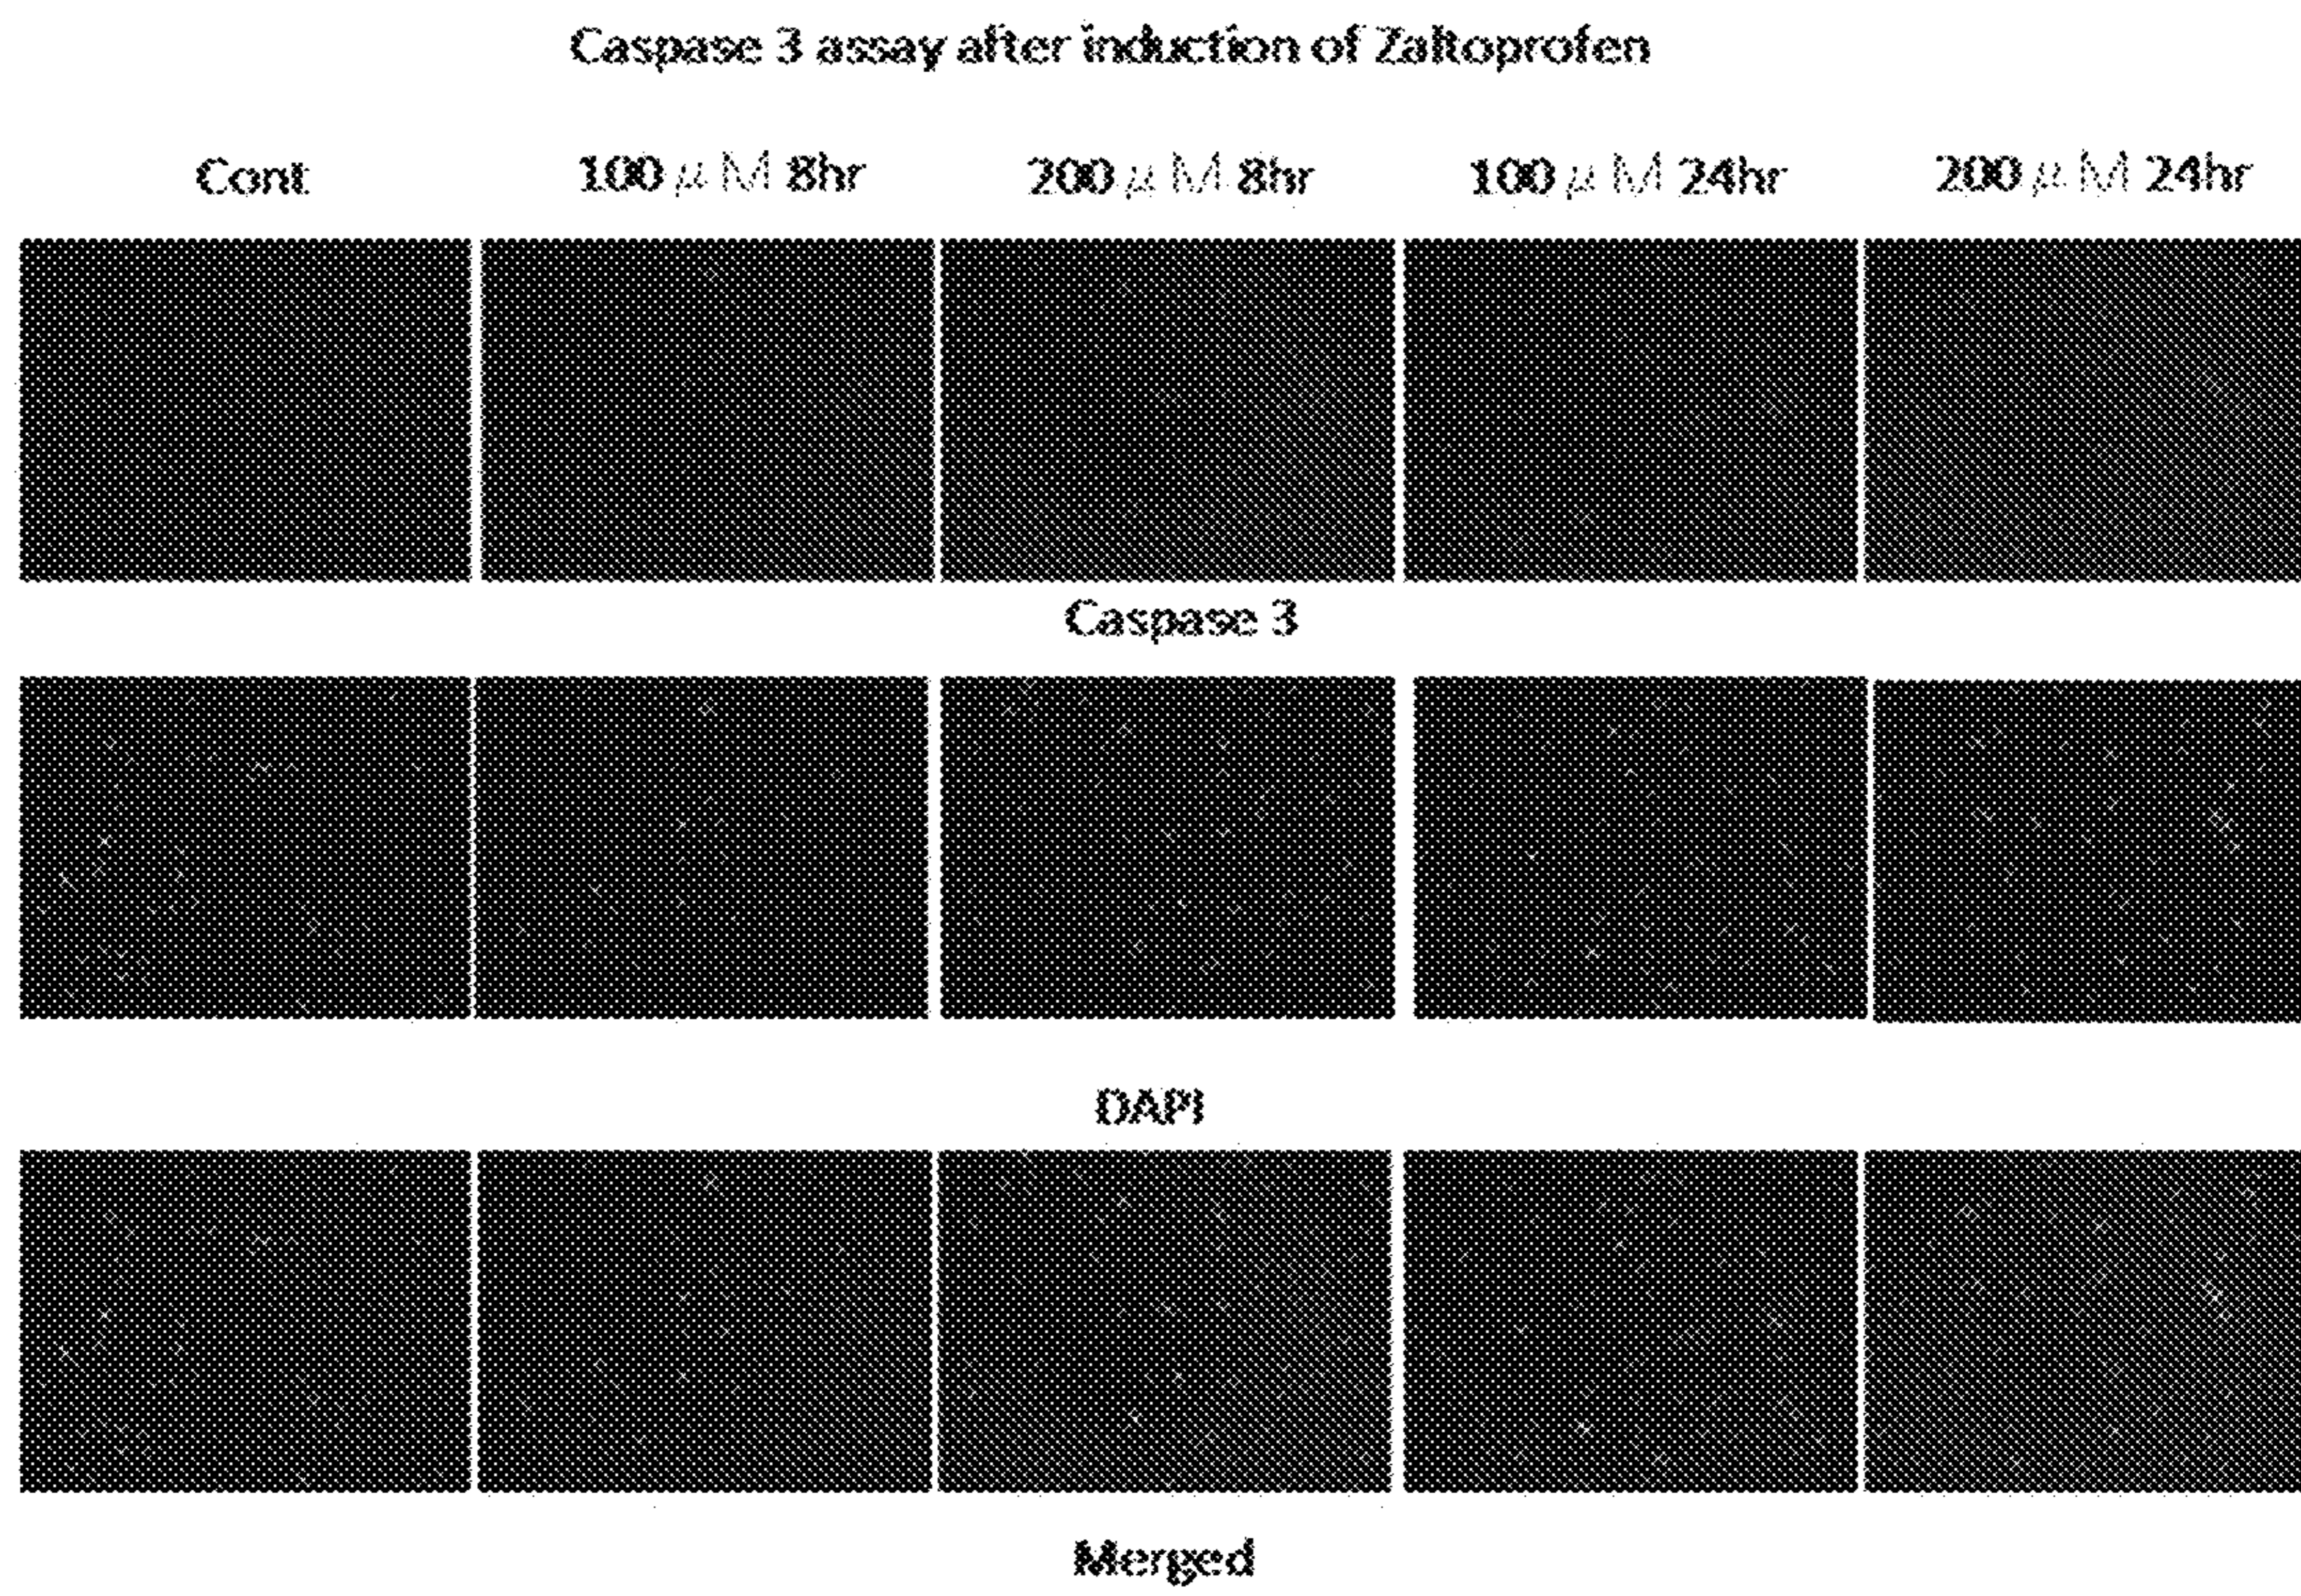 Caspase 3 assay after induction of Zaltoprofen
Cont 100 μM 8hr 200 μM 8hr 100 μM 24hr 200 μM 24hr
Caspase 3
DAPI
Merged